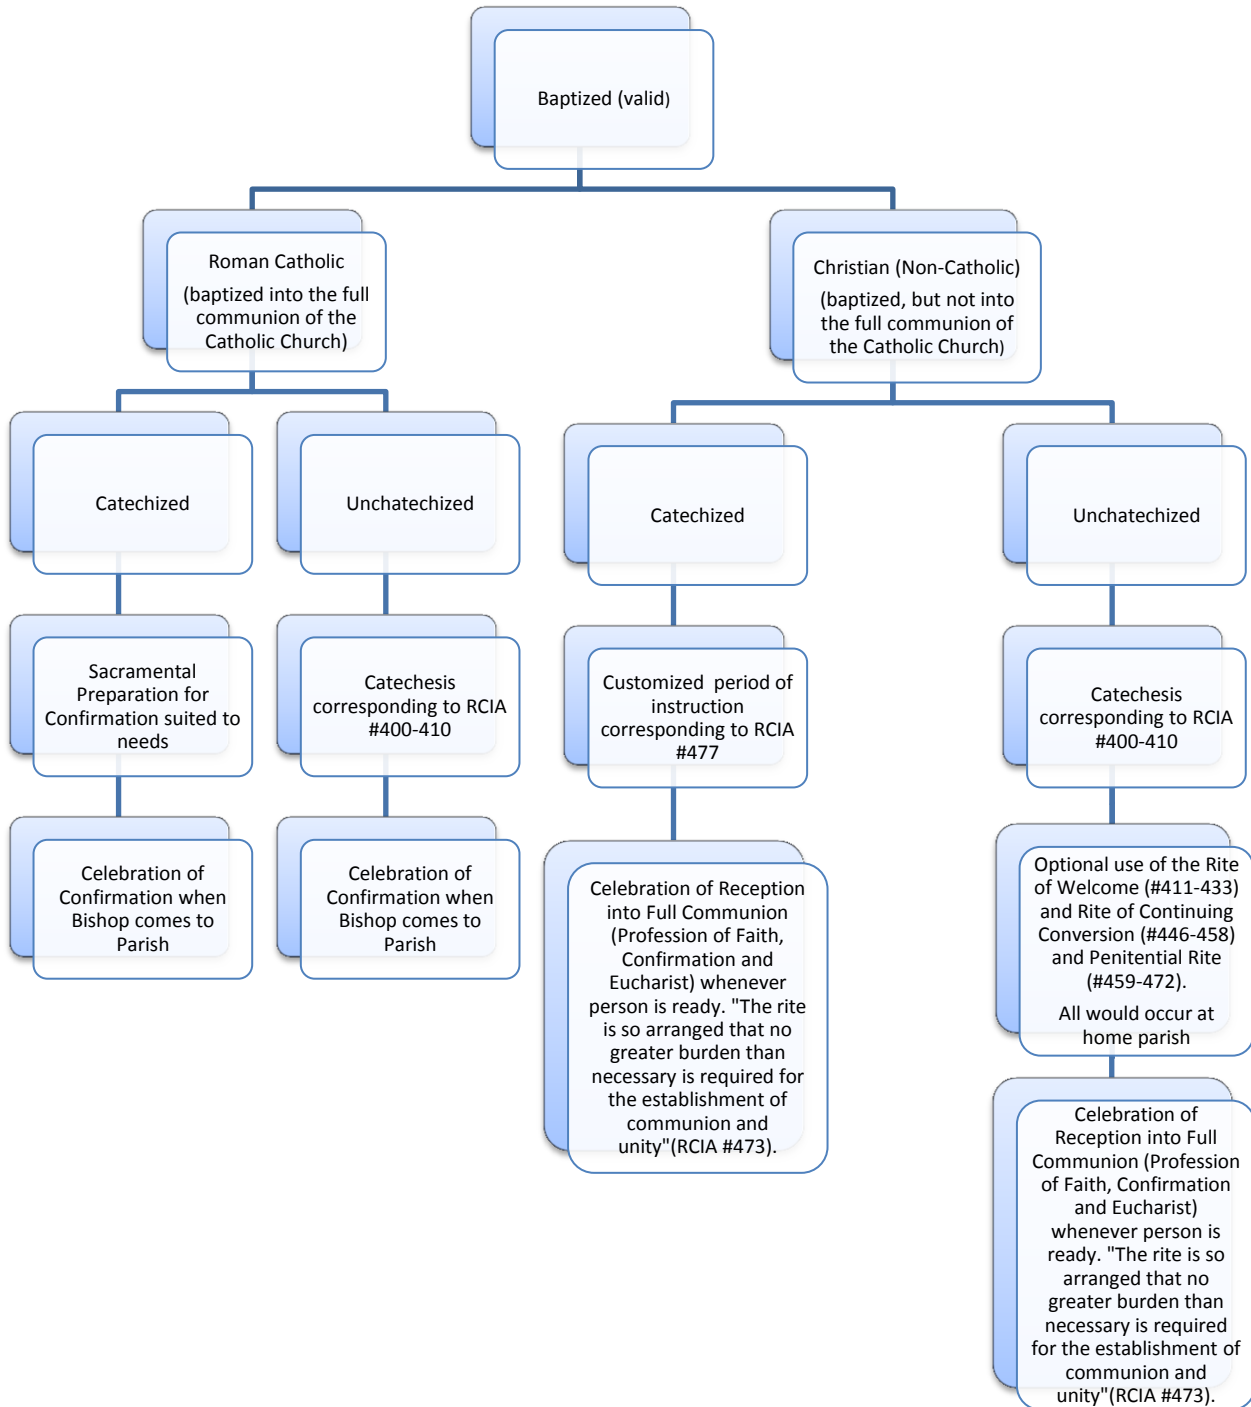 Baptized (valid)
Roman Catholic
(baptized into the full
communion of the
Catholic Church)
Christian (Non-Catholic)
(baptized, but not into
the full communion of
the Catholic Church)
Catechized
Unchatechized
Catechized
Unchatechized
Sacramental
Preparation for
Confirmation suited to
needs
Catechesis
corresponding to RCIA
#400-410
Customized period of
instruction
corresponding to RCIA
#477
Catechesis
corresponding to RCIA
#400-410
Celebration of
Confirmation when
Bishop comes to
Parish
Celebration of
Confirmation when
Bishop comes to
Parish
Celebration of Reception
into Full Communion
(Profession of Faith,
Confirmation and
Eucharist) whenever
person is ready. "The rite
is so arranged that no
greater burden than
necessary is required for
the establishment of
communion and
unity"(RCIA #473).
Optional use of the Rite
of Welcome (#411-433)
and Rite of Continuing
Conversion (#446-458)
and Penitential Rite
(#459-472).
All would occur at
home parish
Celebration of
Reception into Full
Communion (Profession
of Faith, Confirmation
and Eucharist)
whenever person is
ready. "The rite is so
arranged that no
greater burden than
necessary is required
for the establishment of
communion and
unity"(RCIA #473).